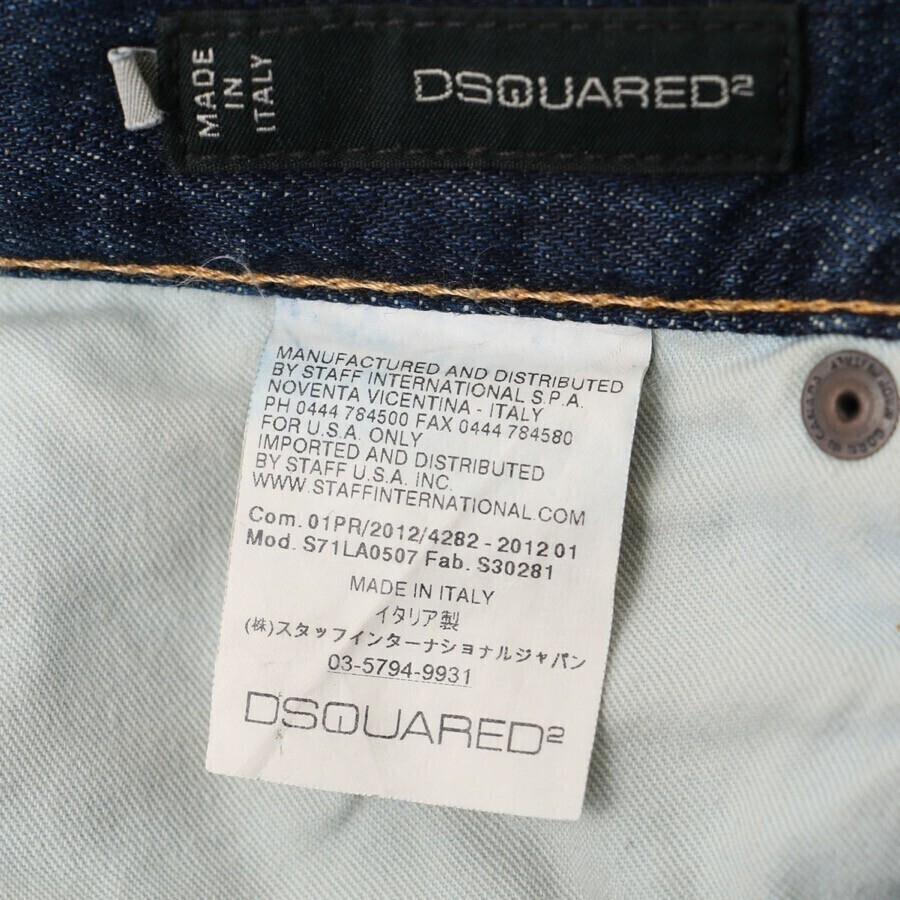 MADE
IN
ITALY
DSQUARED2
MANUFACTURED AND DISTRIBUTED
BY STAFF INTERNATIONAL S.P.A.
NOVENTA VICENTINA - ITALY
PH 0444 784500 FAX 0444 784580
FOR U.S.A. ONLY
IMPORTED AND DISTRIBUTED
BY STAFF U.S.A. INC.
WWW.STAFFINTERNATIONAL.COM
Com. 01PR/2012/4282 - 2012 01
Mod. S71LA0507 Fab. S30281
MADE IN ITALY
イタリア製
(株)スタッフインターナショナルジャパン
03-5794-9931
DSQUARED2